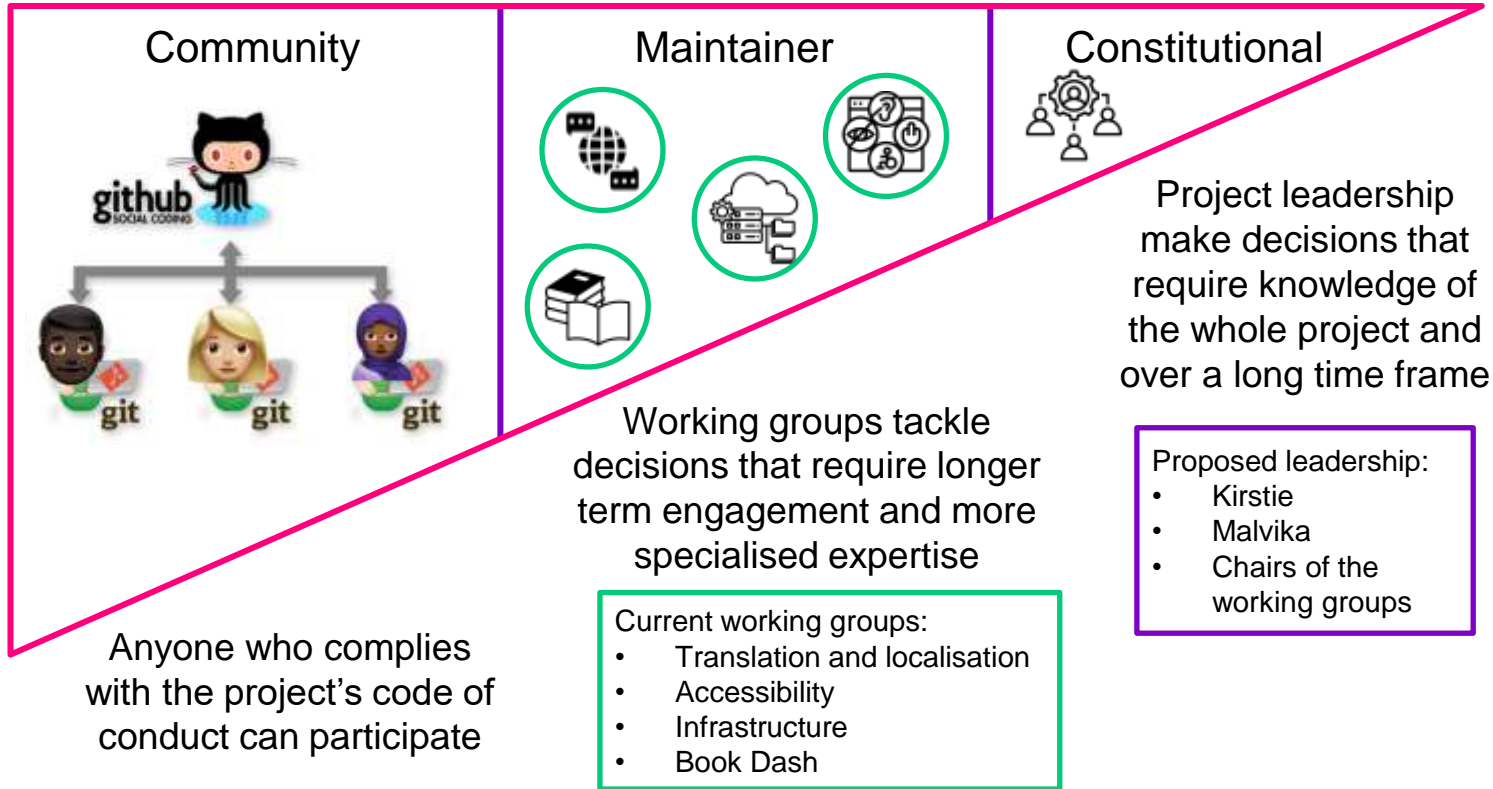 Community
Maintainer
Constitutional
github
SOCIAL CODING
git
git
git
Anyone who complies
with the project's code of
conduct can participate
Working groups tackle
decisions that require longer
term engagement and more
specialised expertise
Current working groups:
• Translation and localisation
• Accessibility
• Infrastructure
• Book Dash
Project leadership
make decisions that
require knowledge of
the whole project and
over a long time frame
Proposed leadership:
• Kirstie
• Malvika
• Chairs of the
working groups